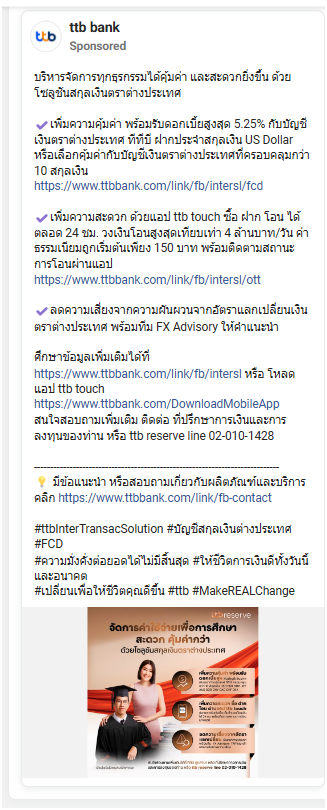 ttb bank
Sponsored
ttb
บริหารจัดการทุกธุรกรรมได้คุ้มค่า และสะดวกยิ่งขึ้น ด้วย
โซลูชันสกุลเงินตราต่างประเทศ
✔เพิ่มความคุ้มค่า พร้อมรับดอกเบี้ยสูงสุด 5.25% กับบัญชี
เงินตราต่างประเทศ ทีทีบี ฝากประจำสกุลเงิน US Dollar
หรือเลือกคุ้มค่ากับบัญชีเงินตราต่างประเทศที่ครอบคลุมกว่า
10 สกุลเงิน
https://www.ttbbank.com/link/fb/intersl/fcd
✔เพิ่มความสะดวก ด้วยแอป ttb touch ซื้อ ฝาก โอน ได้
ตลอด 24 ชม. วงเงินโอนสูงสุดเทียบเท่า 4 ล้านบาท/วัน ค่า
ธรรมเนียมถูกเริ่มต้นเพียง 150 บาท พร้อมติดตามสถานะ
การโอนผ่านแอป
https://www.ttbbank.com/link/fb/intersl/ott
✔ลดความเสี่ยงจากความผันผวนจากอัตราแลกเปลี่ยนเงิน
ตราต่างประเทศ พร้อมทีม FX Advisory ให้คำแนะนำ
ศึกษาข้อมูลเพิ่มเติมได้ที่
https://www.ttbbank.com/link/fb/intersl หรือ โหลด
แอป ttb touch
https://www.ttbbank.com/DownloadMobileApp
สนใจสอบถามเพิ่มเติม ติดต่อ ที่ปรึกษาการเงินและการ
ลงทุนของท่าน หรือ ttb reserve line 02-010-1428
💡 มีข้อแนะนำ หรือสอบถามเกี่ยวกับผลิตภัณฑ์และบริการ
คลิก https://www.ttbbank.com/link/fb-contact
#ttbInterTransacSolution #บัญชีสกุลเงินต่างประเทศ
#FCD
#ความมั่งคั่งต่อยอดได้ไม่มีสิ้นสุด #ให้ชีวิตการเงินดีทั้งวันนี้
และอนาคต
#เปลี่ยนเพื่อให้ชีวิตคุณดีขึ้น #ttb #MakeREALChange
ttb reserve
จัดการค่าใช้จ่ายเพื่อการศึกษา
สะดวก คุ้มค่ากว่า
ด้วยโซลูชันสกุลเงินตราต่างประเทศ